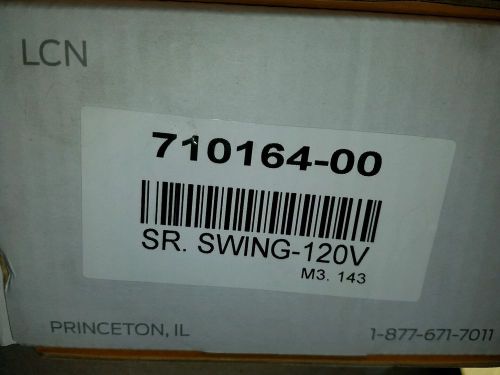 LCN
710164-00
SR. SWING-120V
M3. 143
PRINCETON, IL
1-877-671-7011